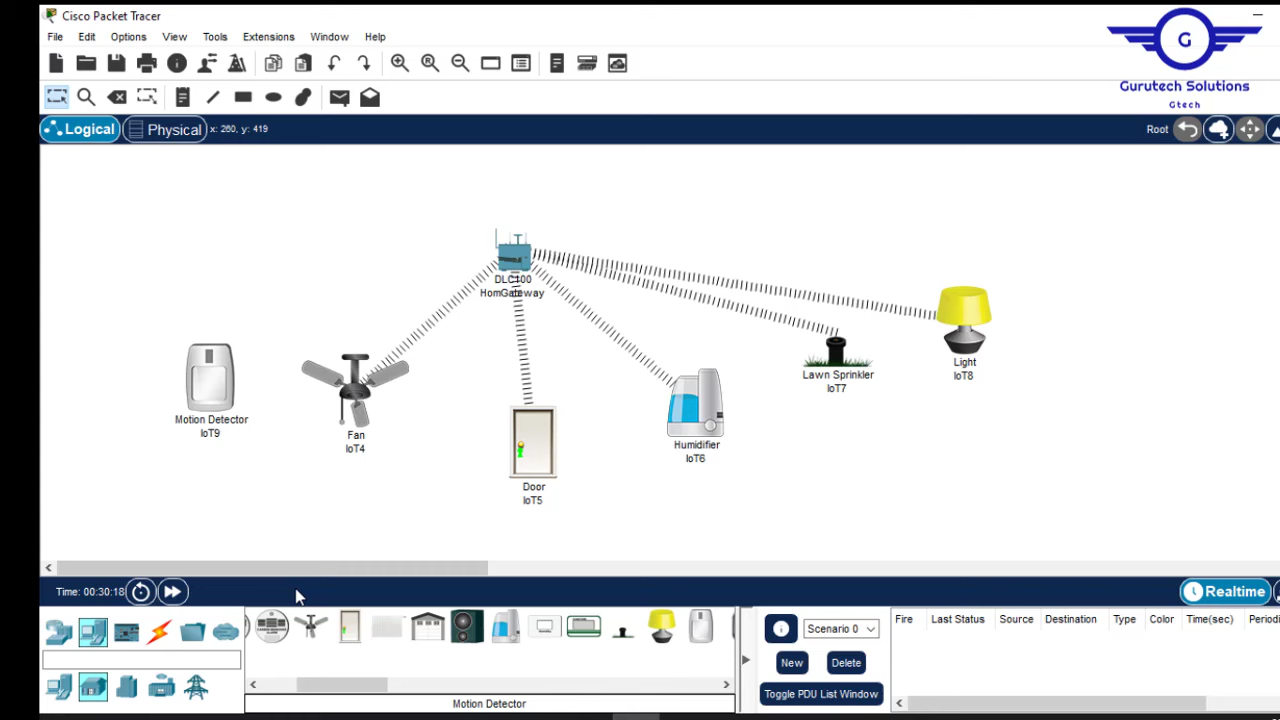 Cisco Packet Tracer
File Edit Options View Tools Extensions Window Help
G
Gurutech Solutions
Gtech
Logical Physical x: 260, y: 419 Root
DLC100
HomGateway
Motion Detector
IoT9
Fan
IoT4
Door
IoT5
Humidifier
IoT6
Lawn Sprinkler
IoT7
Light
IoT8
Time: 00:30:18 Realtime
Scenario 0
New Delete
Toggle PDU List Window
Fire Last Status Source Destination Type Color Time(sec) Periodi
Motion Detector